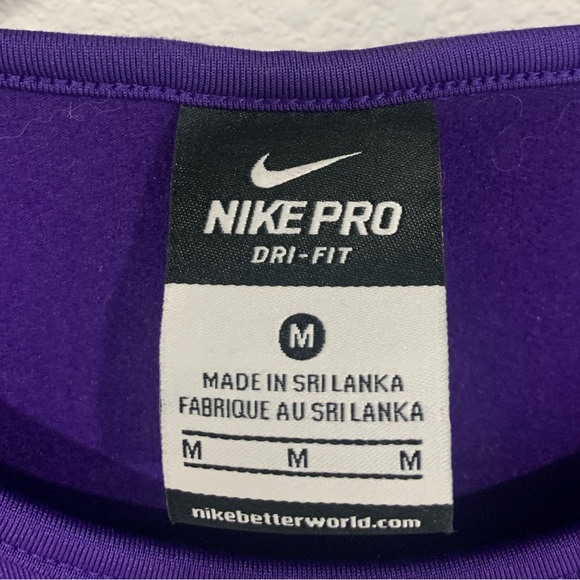 NIKE PRO
DRI-FIT
M
MADE IN SRI LANKA
FABRIQUE AU SRI LANKA
M M M
nikebetterworld.com